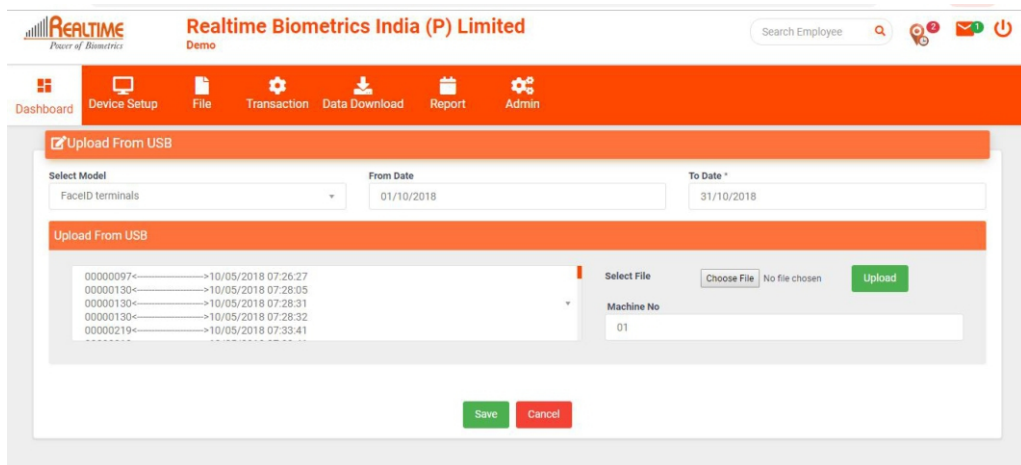 REALTIME
Power of Biometrics
Realtime Biometrics India (P) Limited
Demo
Search Employee
2
1
Dashboard
Device Setup
File
Transaction
Data Download
Report
Admin
Upload From USB
Select Model
From Date
To Date *
FaceID terminals
01/10/2018
31/10/2018
Upload From USB
00000097<----------------------->10/05/2018 07:26:27
00000130<----------------------->10/05/2018 07:28:05
00000130<----------------------->10/05/2018 07:28:31
00000130<----------------------->10/05/2018 07:28:32
00000219<----------------------->10/05/2018 07:33:41
Select File
Choose File No file chosen
Upload
Machine No
01
Save
Cancel